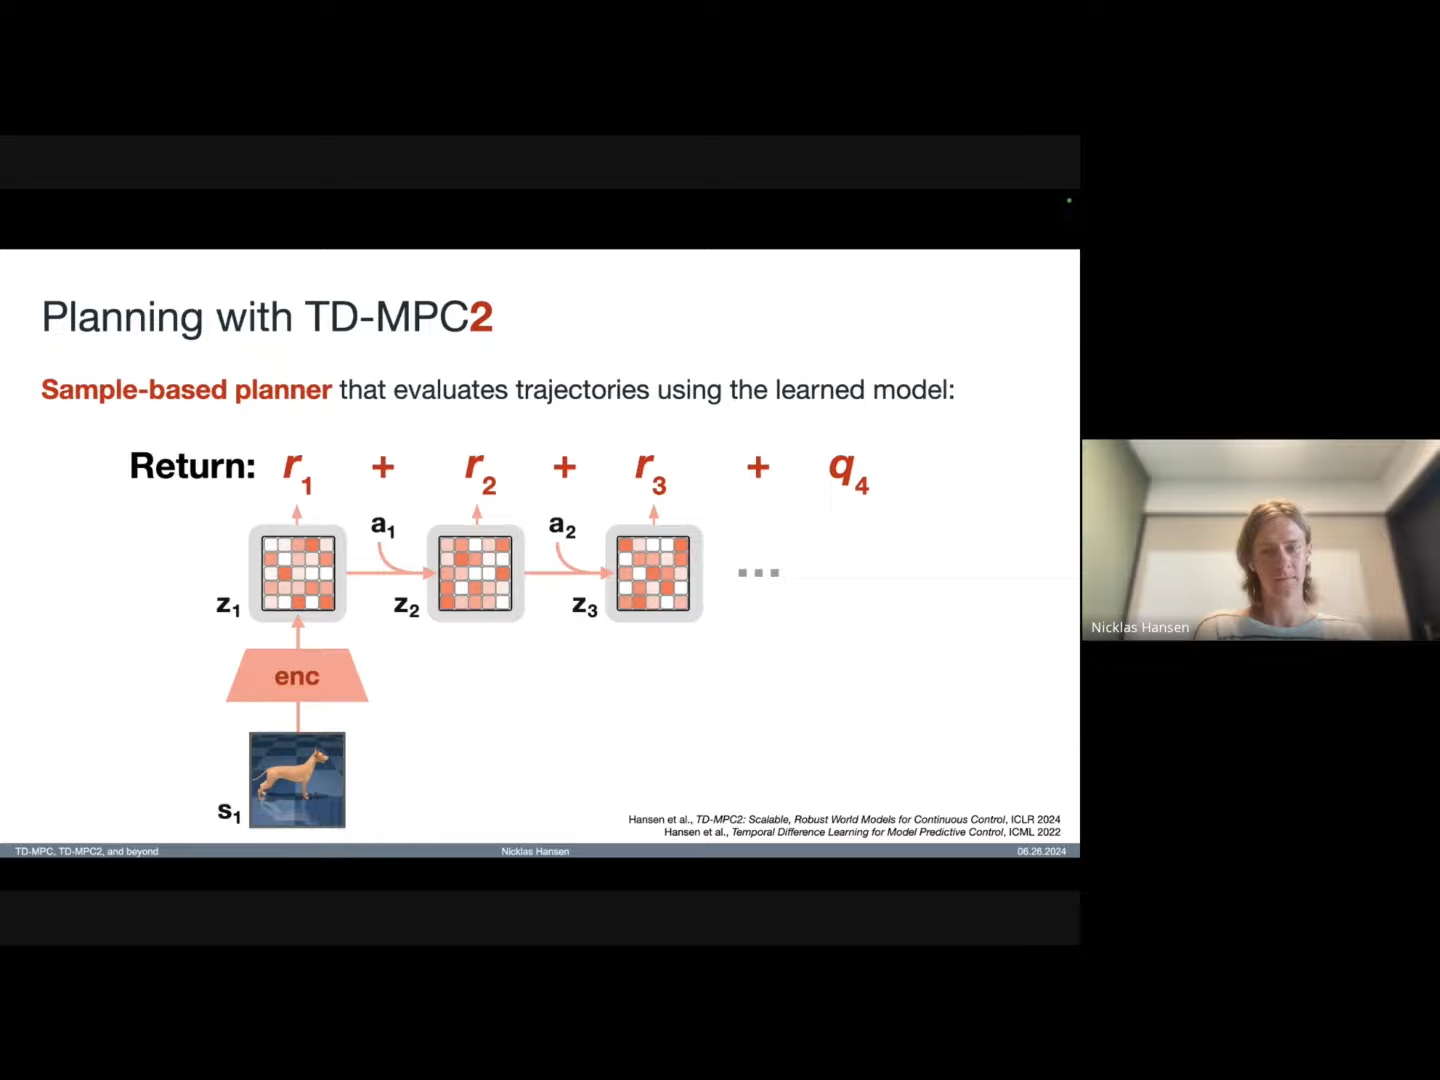 Planning with TD-MPC2
Sample-based planner that evaluates trajectories using the learned model:
Return: r1 + r2 + r3 + q4
a1 a2
z1 z2 z3
enc
s1
Hansen et al., TD-MPC2: Scalable, Robust World Models for Continuous Control, ICLR 2024
Hansen et al., Temporal Difference Learning for Model Predictive Control, ICML 2022
TD-MPC, TD-MPC2, and beyond Nicklas Hansen 06.26.2024
Nicklas Hansen